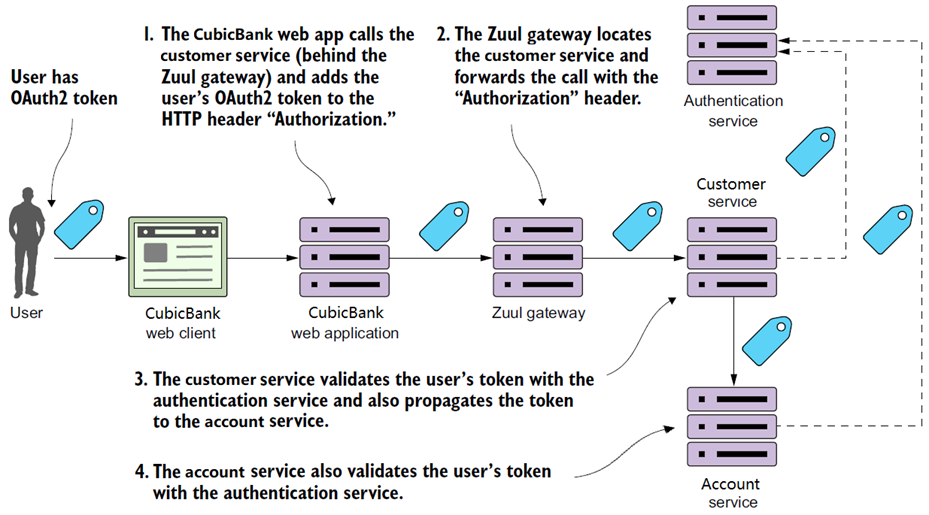 1. The CubicBank web app calls the
customer service (behind the
Zuul gateway) and adds the
user's OAuth2 token to the
HTTP header “Authorization.”
2. The Zuul gateway locates
the customer service and
forwards the call with the
“Authorization” header.
User has
OAuth2 token
Authentication
service
Customer
service
User
CubicBank
web client
CubicBank
web application
Zuul gateway
3. The customer service validates the user's token with the
authentication service and also propagates the token
to the account service.
4. The account service also validates the user's token
with the authentication service.
Account
service